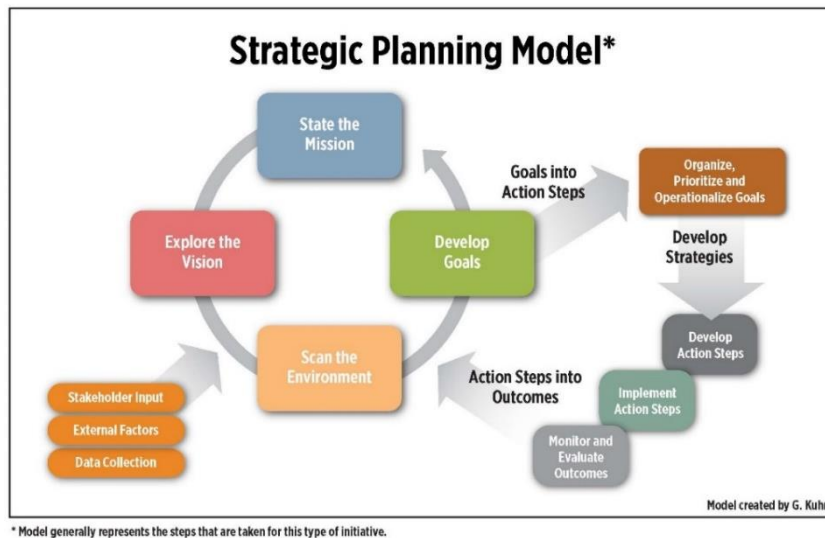 Strategic Planning Model*
State the
Mission
Explore the
Vision
Develop
Goals
Scan the
Environment
Stakeholder Input
External Factors
Data Collection
Goals into
Action Steps
Organize,
Prioritize and
Operationalize Goals
Develop
Strategies
Develop
Action Steps
Implement
Action Steps
Monitor and
Evaluate
Outcomes
Action Steps into
Outcomes
Model created by G. Kuhn
* Model generally represents the steps that are taken for this type of initiative.